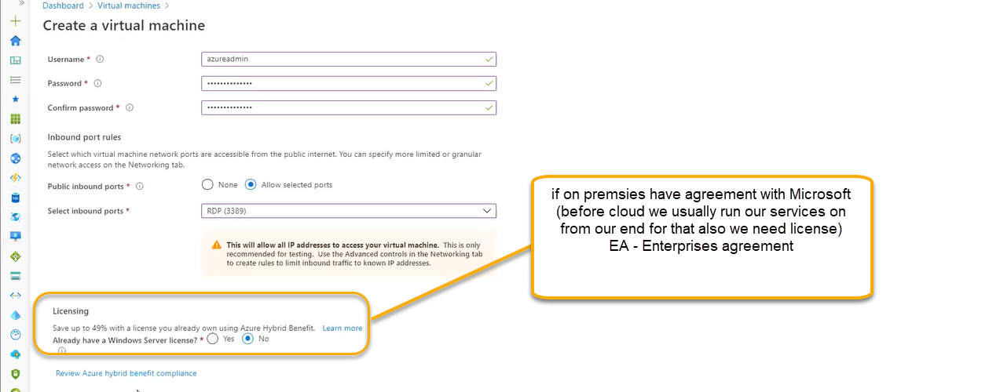 Dashboard > Virtual machines >
Create a virtual machine
Username *
azureadmin
Password *
Confirm password *
Inbound port rules
Select which virtual machine network ports are accessible from the public internet. You can specify more limited or granular
network access on the Networking tab.
Public inbound ports *
None
Allow selected ports
Select inbound ports *
RDP (3389)
This will allow all IP addresses to access your virtual machine. This is only
recommended for testing. Use the Advanced controls in the Networking tab
to create rules to limit inbound traffic to known IP addresses.
if on premsies have agreement with Microsoft
(before cloud we usually run our services on
from our end for that also we need license)
EA - Enterprises agreement
Licensing
Save up to 49% with a license you already own using Azure Hybrid Benefit. Learn more
Already have a Windows Server license? * Yes No
Review Azure hybrid benefit compliance